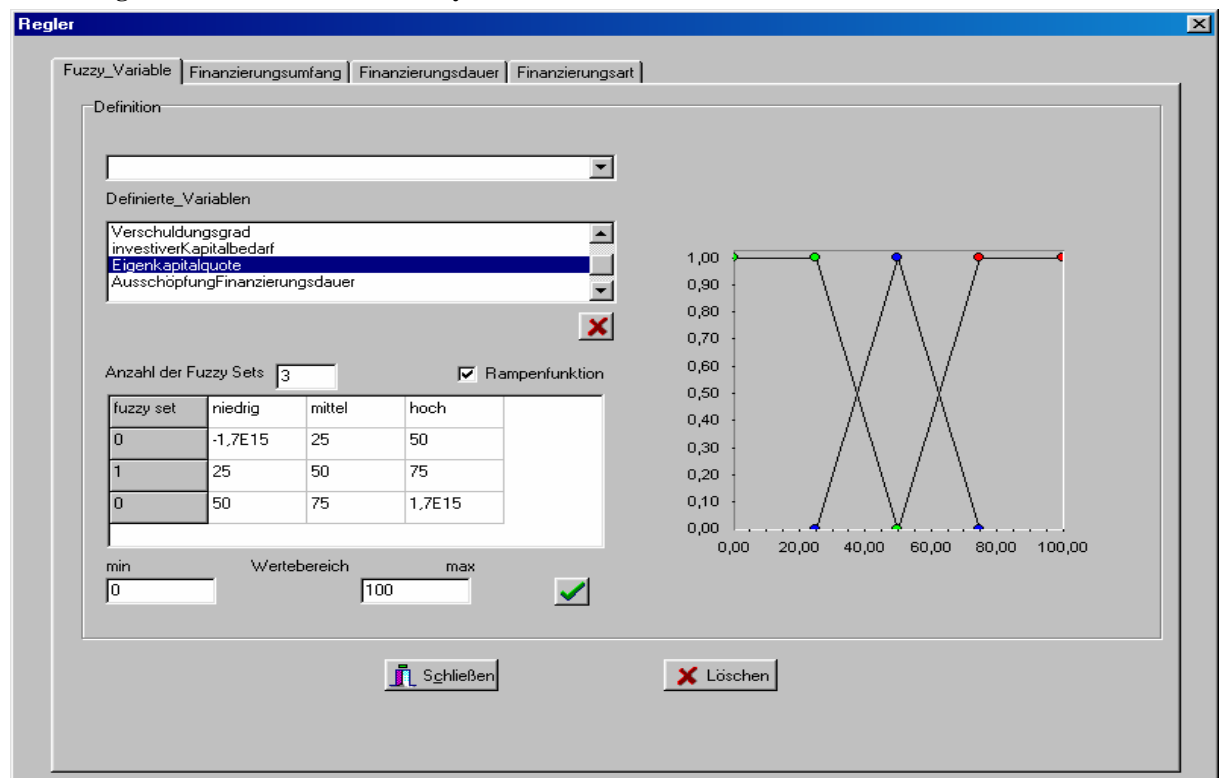 Regler
Fuzzy_Variable Finanzierungsumfang Finanzierungsdauer Finanzierungsart
Definition
Definierte_Variablen
Verschuldungsgrad
investiverKapitalbedarf
Eigenkapitalquote
AusschöpfungFinanzierungsdauer
Anzahl der Fuzzy Sets 3 Rampenfunktion
fuzzy set niedrig mittel hoch
0 -1,7E15 25 50
1 25 50 75
0 50 75 1,7E15
min Wertebereich max
0 100
1,00
0,90
0,80
0,70
0,60
0,50
0,40
0,30
0,20
0,10
0,00
0,00 20,00 40,00 60,00 80,00 100,00
Schließen Löschen